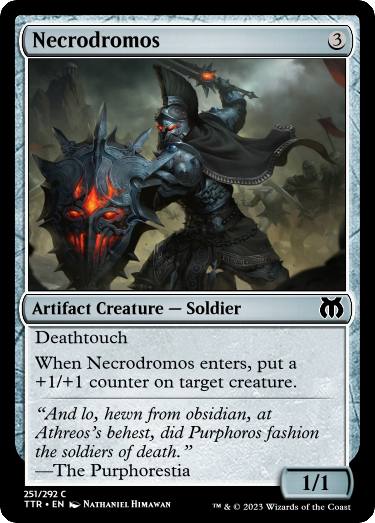 Necrodromos 3
Artifact Creature — Soldier
Deathtouch
When Necrodromos enters, put a
+1/+1 counter on target creature.
“And lo, hewn from obsidian, at
Athreos’s behest, did Purphoros fashion
the soldiers of death.”
—The Purphorestia
1/1
251/292 C
TTR • EN Nathaniel Himawan
™ & © 2023 Wizards of the Coast